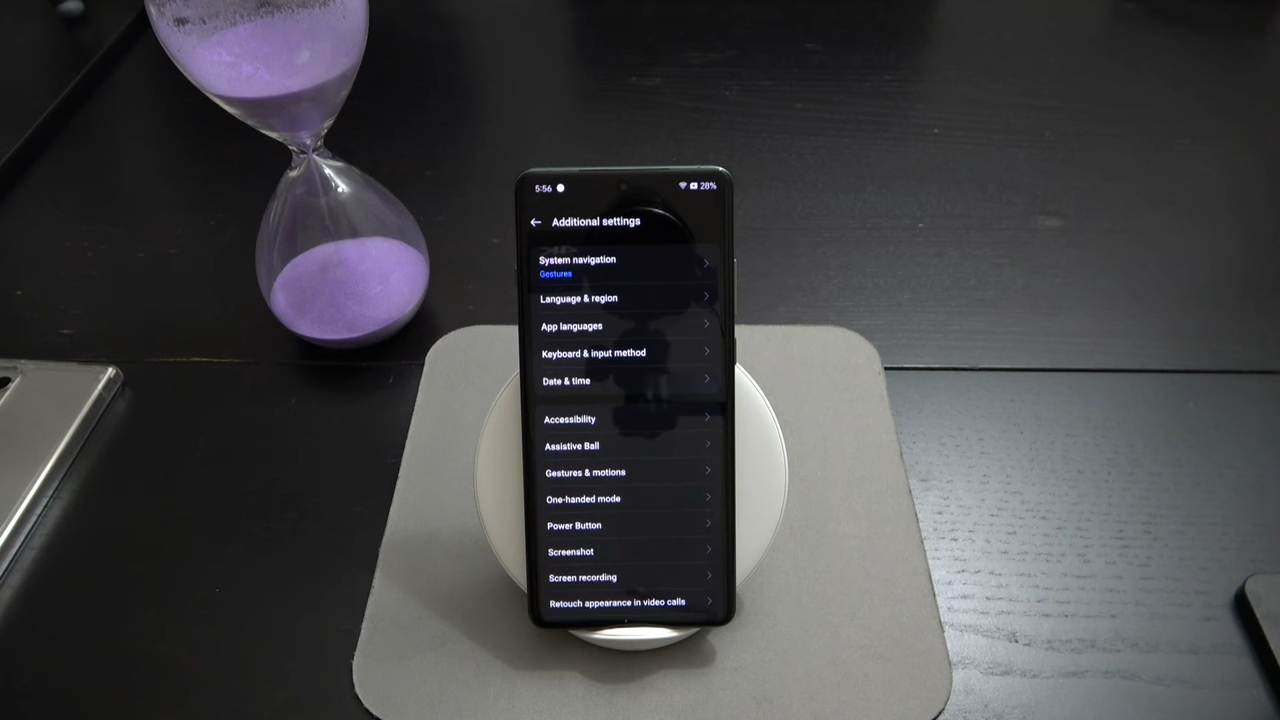 5:56 28%
Additional settings
System navigation
Gestures
Language & region
App languages
Keyboard & input method
Date & time
Accessibility
Assistive Ball
Gestures & motions
One-handed mode
Power Button
Screenshot
Screen recording
Retouch appearance in video calls